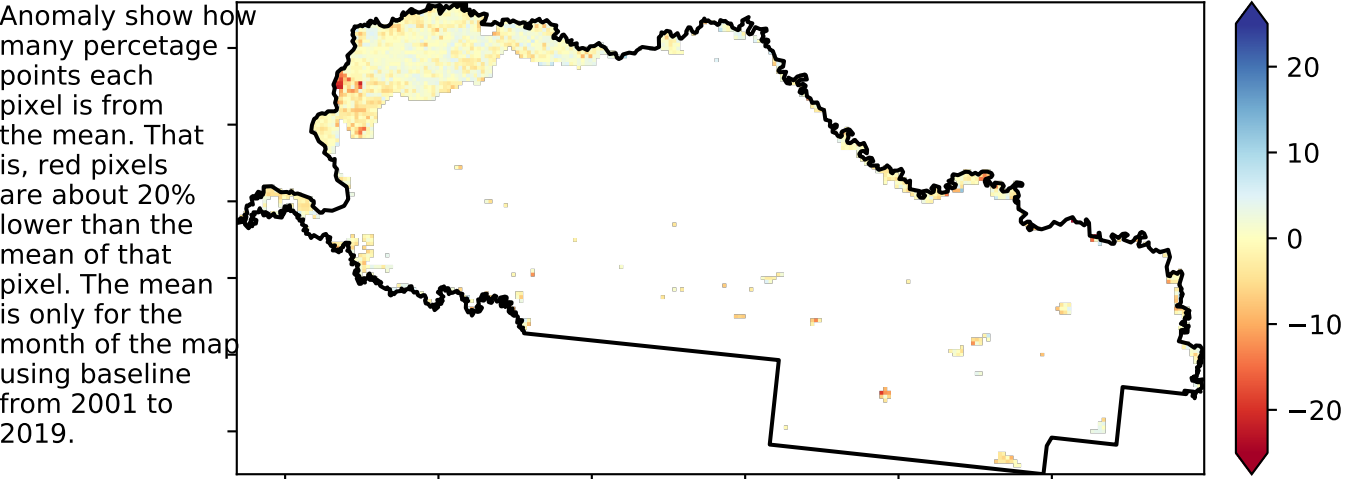 Anomaly show how
many percetage
points each
pixel is from
the mean. That
is, red pixels
are about 20%
lower than the
mean of that
pixel. The mean
is only for the
month of the map
using baseline
from 2001 to
2019.
20
10
0
−10
−20